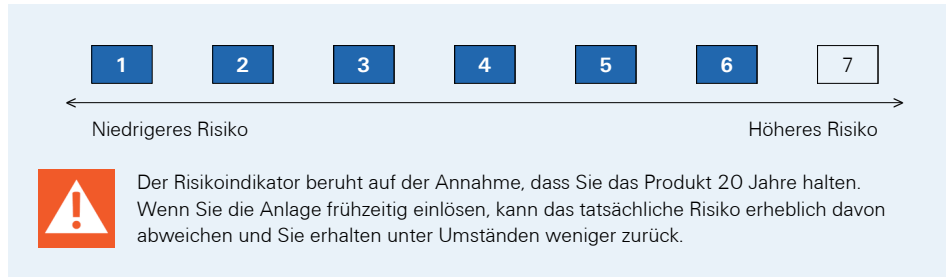 1 2 3 4 5 6 7
Niedrigeres Risiko Höheres Risiko
Der Risikoindikator beruht auf der Annahme, dass Sie das Produkt 20 Jahre halten.
Wenn Sie die Anlage frühzeitig einlösen, kann das tatsächliche Risiko erheblich davon
abweichen und Sie erhalten unter Umständen weniger zurück.